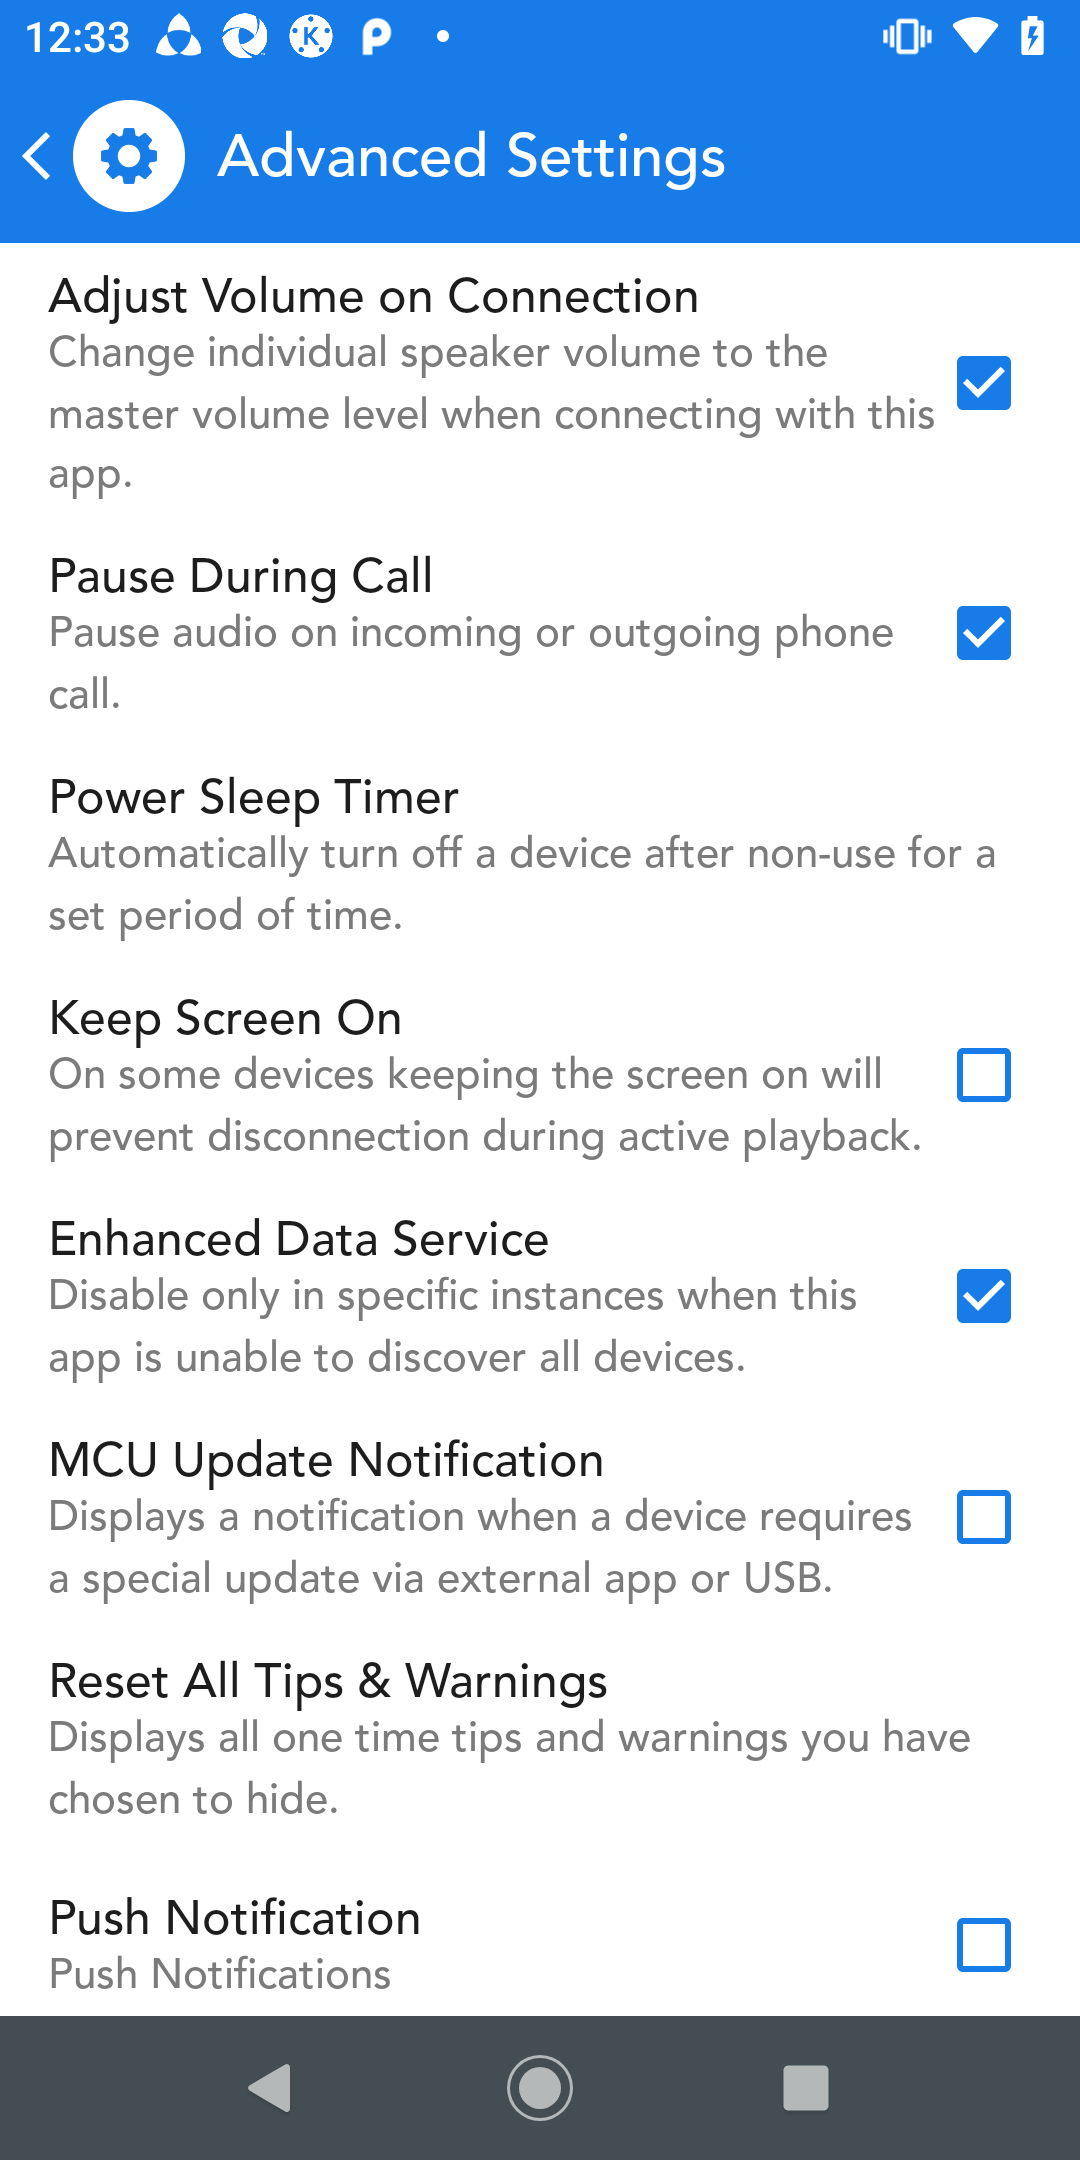 12:33
Advanced Settings
Adjust Volume on Connection
Change individual speaker volume to the
master volume level when connecting with this
app.
Pause During Call
Pause audio on incoming or outgoing phone
call.
Power Sleep Timer
Automatically turn off a device after non-use for a
set period of time.
Keep Screen On
On some devices keeping the screen on will
prevent disconnection during active playback.
Enhanced Data Service
Disable only in specific instances when this
app is unable to discover all devices.
MCU Update Notification
Displays a notification when a device requires
a special update via external app or USB.
Reset All Tips & Warnings
Displays all one time tips and warnings you have
chosen to hide.
Push Notification
Push Notifications